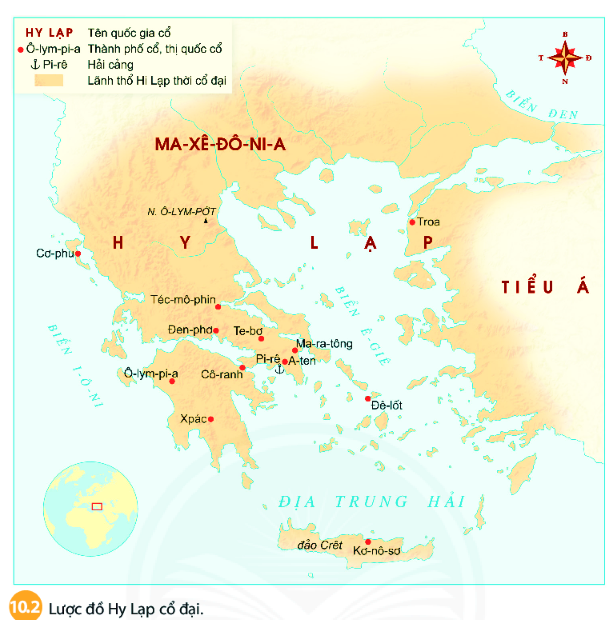 HY LẠP Tên quốc gia cổ
Ô-lym-pi-a Thành phố cổ, thị quốc cổ
Pi-rê Hải cảng
Lãnh thổ Hi Lạp thời cổ đại
B
T Đ
N
BIỂN ĐEN
MA-XÊ-ĐÔ-NI-A
N. Ô-LYM-PỚT
Troa
H Y L Ạ P
Cơ-phu
TIỂU Á
Téc-mô-phin
BIỂN Ê-GIÊ
BIỂN I-Ô-NI
Đen-phơ
Te-bơ
Ma-ra-tông
Pi-rê
A-ten
Ô-lym-pi-a
Cô-ranh
Đê-lốt
Xpác
ĐỊA TRUNG HẢI
đảo Crêt
Kơ-nô-sơ
10.2 Lược đồ Hy Lạp cổ đại.